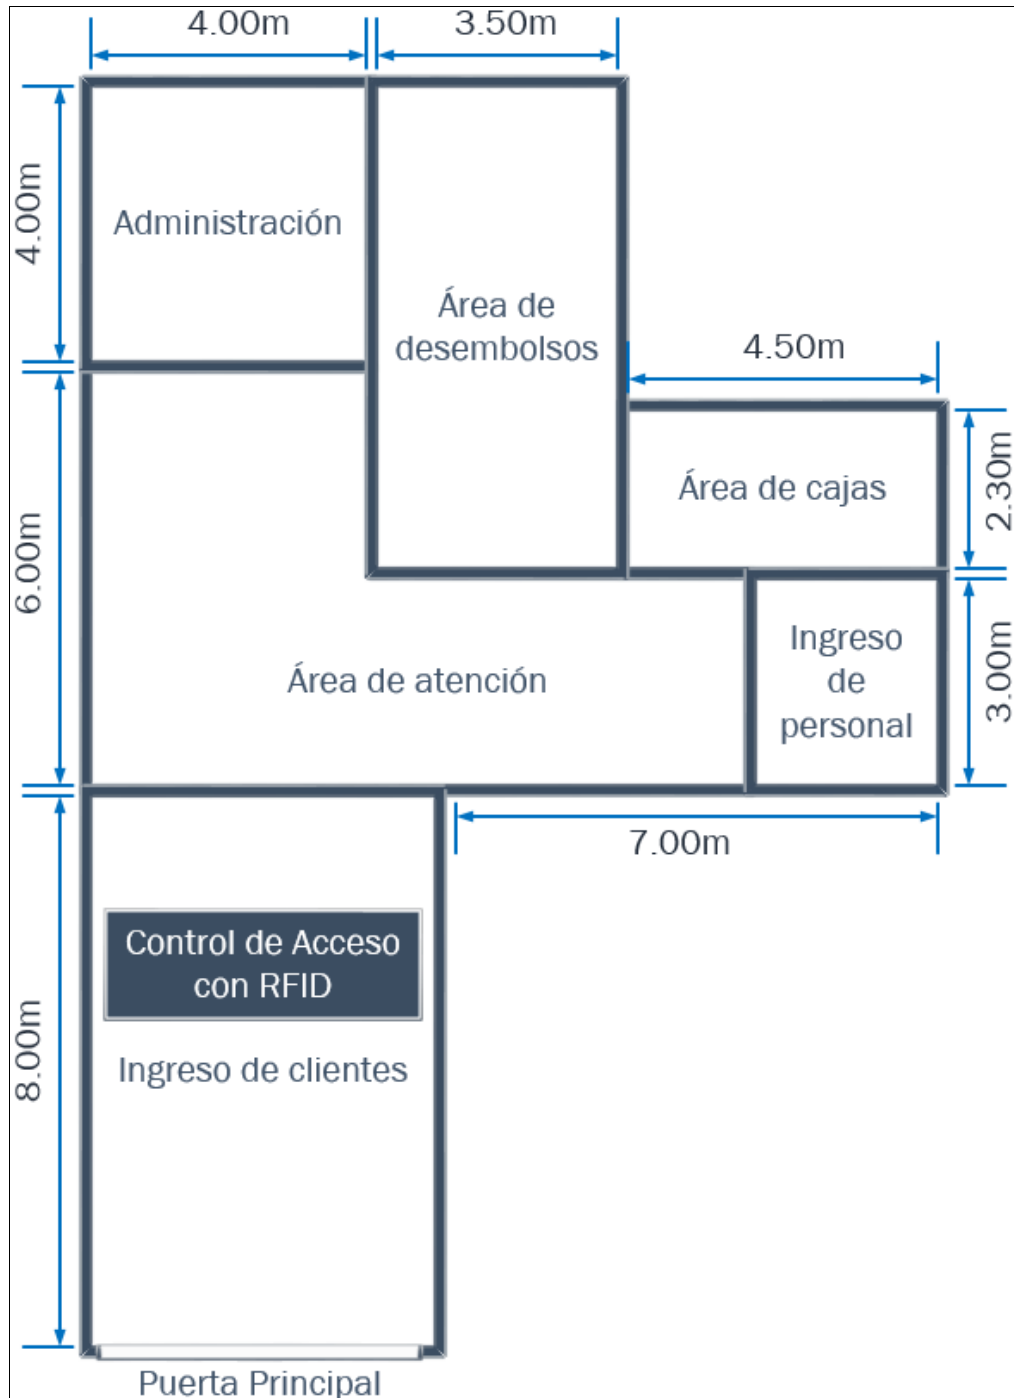 4.00m
3.50m
4.00m
Administración
Área de
desembolsos
4.50m
Área de cajas
2.30m
6.00m
Ingreso
de
personal
3.00m
Área de atención
7.00m
Control de Acceso
con RFID
8.00m
Ingreso de clientes
Puerta Principal